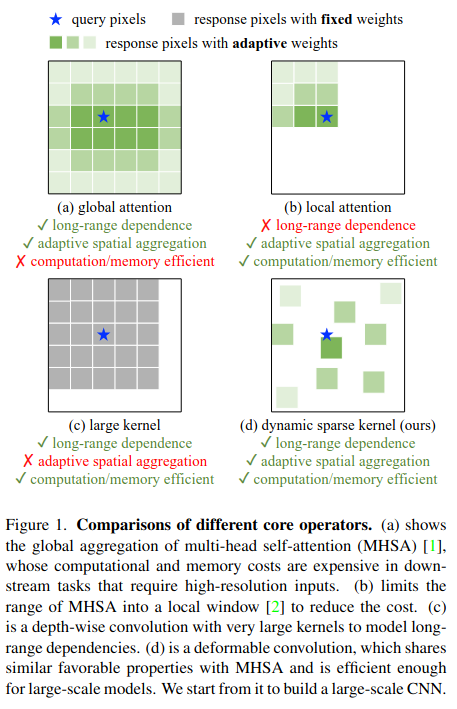 query pixels response pixels with fixed weights
response pixels with adaptive weights
(a) global attention
✓ long-range dependence
✓ adaptive spatial aggregation
✗ computation/memory efficient
(b) local attention
✗ long-range dependence
✓ adaptive spatial aggregation
✓ computation/memory efficient
(c) large kernel
✓ long-range dependence
✗ adaptive spatial aggregation
✓ computation/memory efficient
(d) dynamic sparse kernel (ours)
✓ long-range dependence
✓ adaptive spatial aggregation
✓ computation/memory efficient
Figure 1. Comparisons of different core operators. (a) shows
the global aggregation of multi-head self-attention (MHSA) [1],
whose computational and memory costs are expensive in down-
stream tasks that require high-resolution inputs. (b) limits the
range of MHSA into a local window [2] to reduce the cost. (c)
is a depth-wise convolution with very large kernels to model long-
range dependencies. (d) is a deformable convolution, which shares
similar favorable properties with MHSA and is efficient enough
for large-scale models. We start from it to build a large-scale CNN.